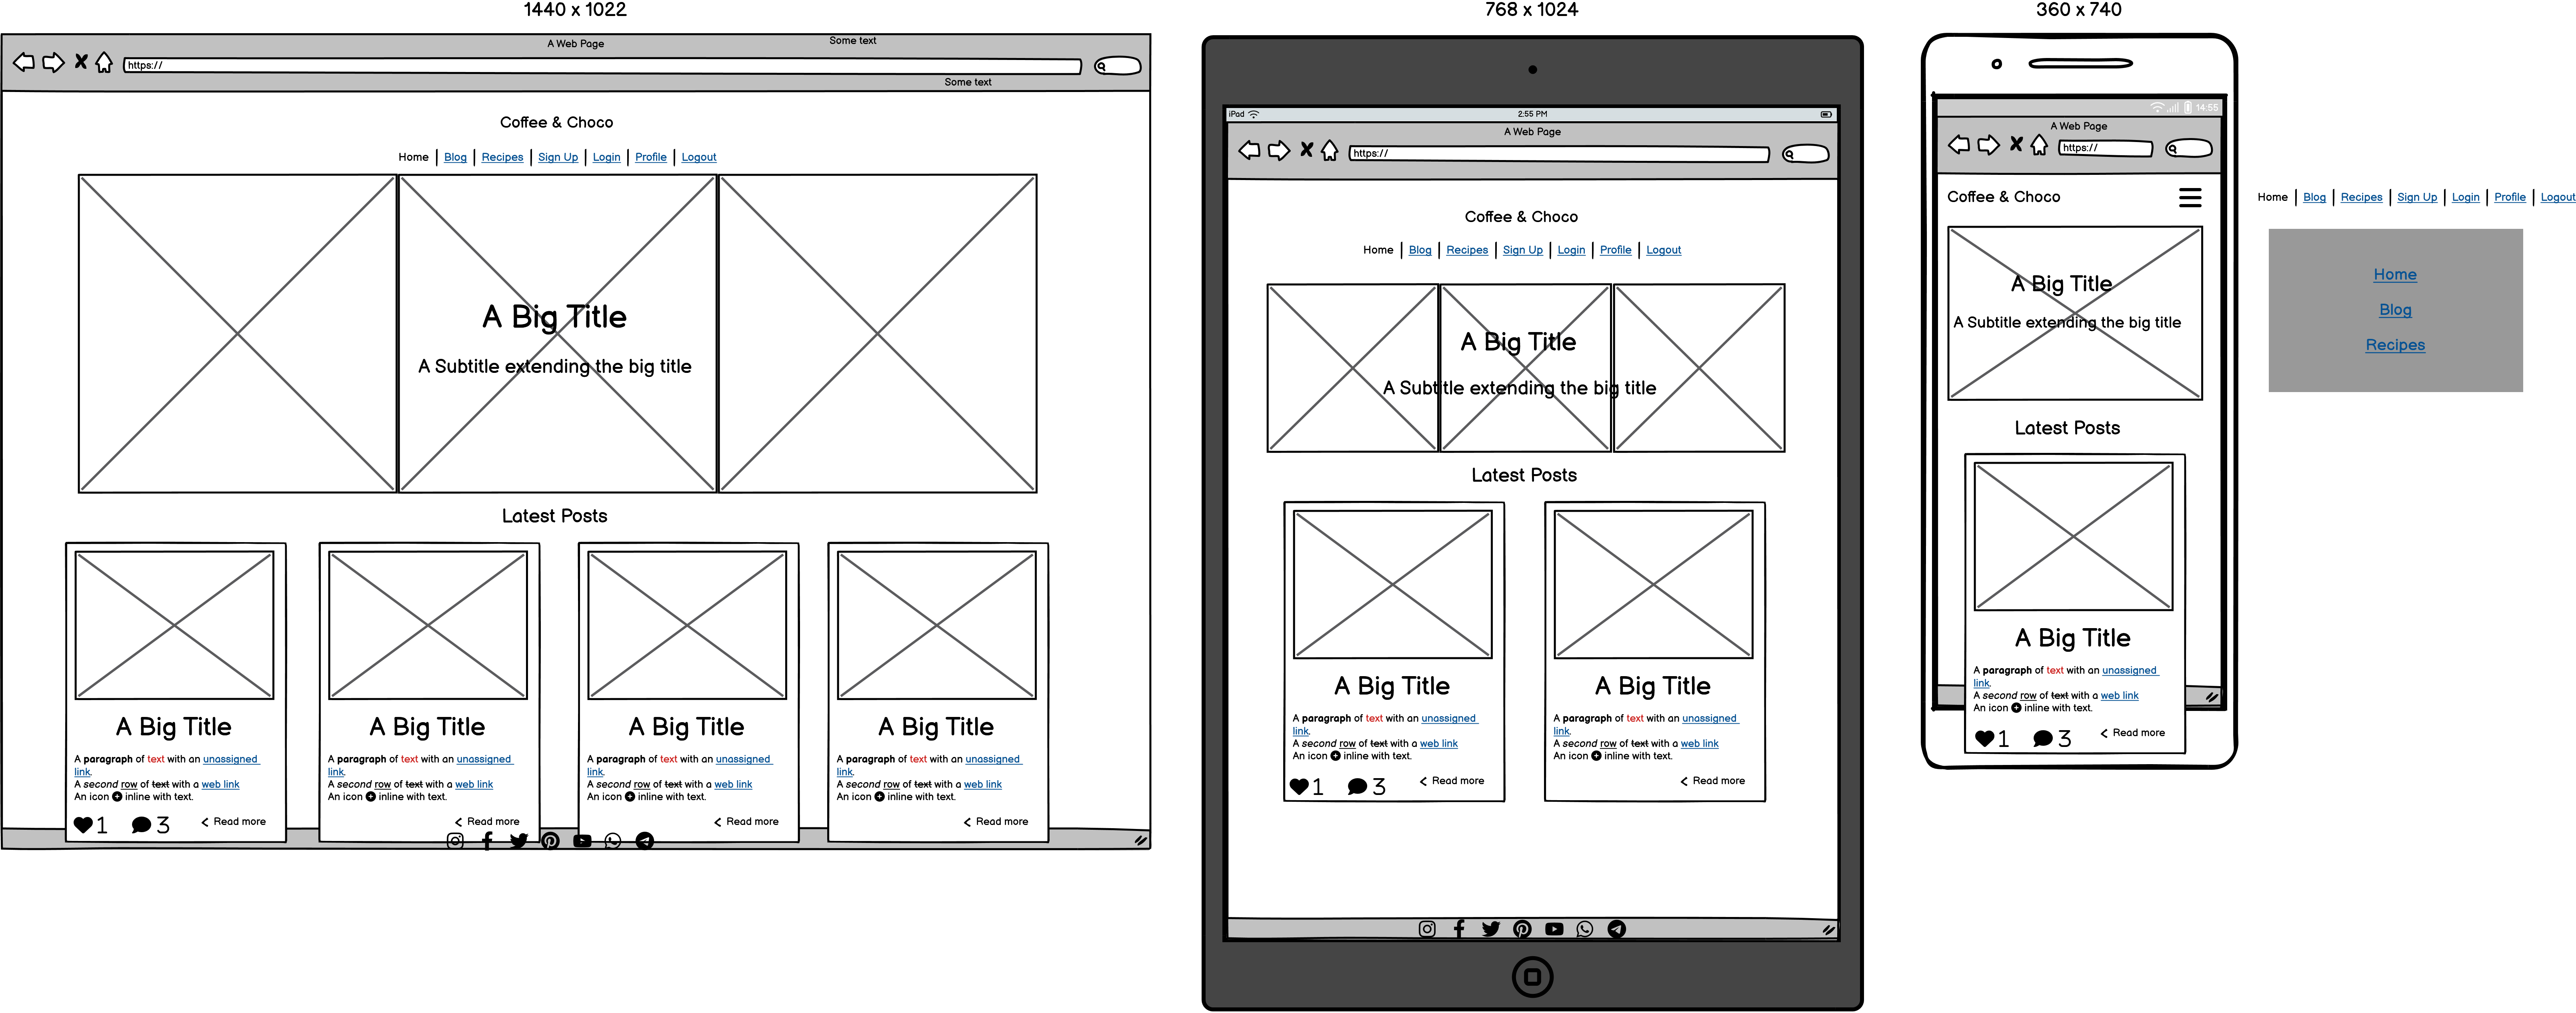 1440 x 1022
A Web Page
Some text
https://
Some text
Coffee & Choco
Home | Blog | Recipes | Sign Up | Login | Profile | Logout
A Big Title
A Subtitle extending the big title
Latest Posts
A Big Title
A paragraph of text with an unassigned
link.
A second row of text with a web link
An icon inline with text.
1 3 < Read more
A Big Title
A paragraph of text with an unassigned
link.
A second row of text with a web link
An icon inline with text.
< Read more
A Big Title
A paragraph of text with an unassigned
link.
A second row of text with a web link
An icon inline with text.
< Read more
A Big Title
A paragraph of text with an unassigned
link.
A second row of text with a web link
An icon inline with text.
< Read more
768 x 1024
iPad 2:55 PM
A Web Page
https://
Coffee & Choco
Home | Blog | Recipes | Sign Up | Login | Profile | Logout
A Big Title
A Subtitle extending the big title
Latest Posts
A Big Title
A paragraph of text with an unassigned
link.
A second row of text with a web link
An icon inline with text.
1 3 < Read more
A Big Title
A paragraph of text with an unassigned
link.
A second row of text with a web link
An icon inline with text.
< Read more
360 x 740
14:55
A Web Page
https://
Coffee & Choco
A Big Title
A Subtitle extending the big title
Latest Posts
A Big Title
A paragraph of text with an unassigned
link.
A second row of text with a web link
An icon inline with text.
1 3 < Read more
Home | Blog | Recipes | Sign Up | Login | Profile | Logout
Home
Blog
Recipes